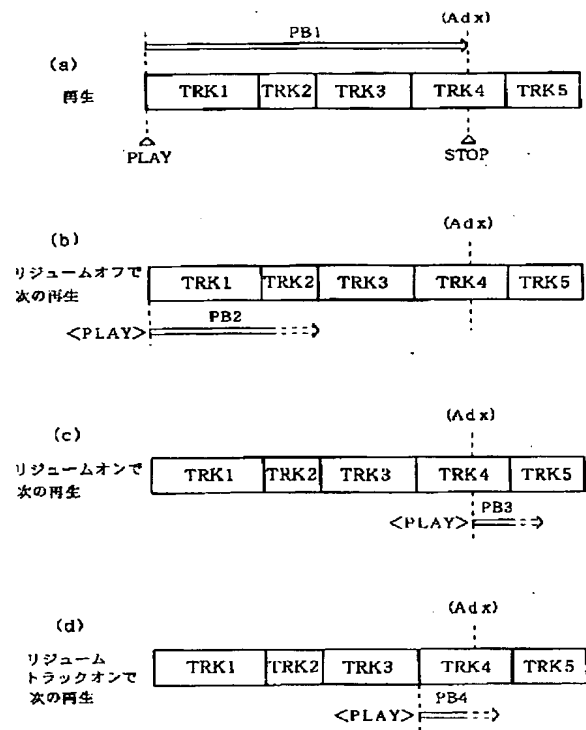 (Adx)
PB1
(a)
再生
TRK1 TRK2 TRK3 TRK4 TRK5
PLAY STOP
(b)
(Adx)
リジュームオフで
次の再生
TRK1 TRK2 TRK3 TRK4 TRK5
<PLAY> PB2
(c)
(Adx)
リジュームオンで
次の再生
TRK1 TRK2 TRK3 TRK4 TRK5
<PLAY> PB3
(d)
(Adx)
リジューム
トラックオンで
次の再生
TRK1 TRK2 TRK3 TRK4 TRK5
<PLAY> PB4